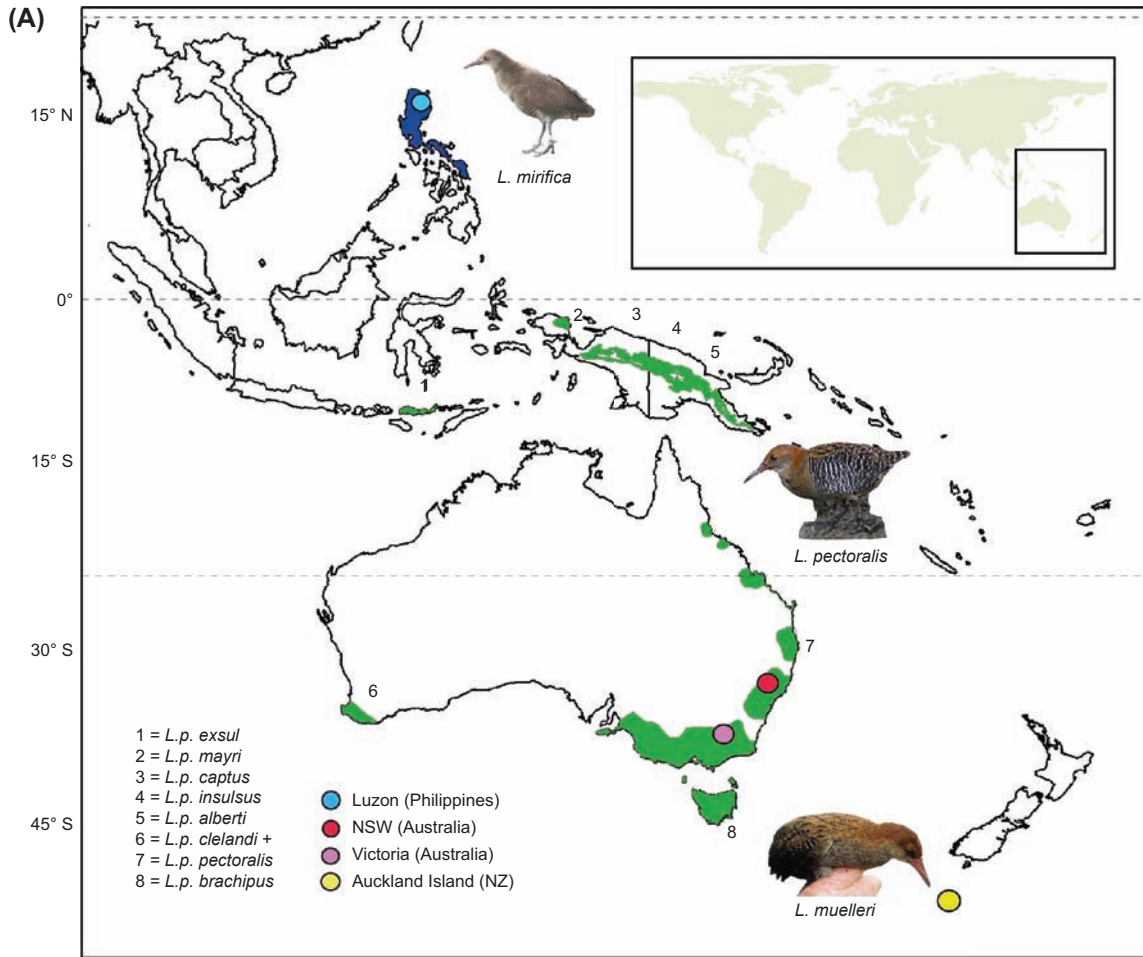 (A)
15° N
0°
15° S
30° S
45° S
L. mirifica
2
3
4
5
1
L. pectoralis
7
6
8
L. muelleri
1 = L.p. exsul
2 = L.p. mayri
3 = L.p. captus
4 = L.p. insulsus
5 = L.p. alberti
6 = L.p. clelandi +
7 = L.p. pectoralis
8 = L.p. brachipus
Luzon (Philippines)
NSW (Australia)
Victoria (Australia)
Auckland Island (NZ)